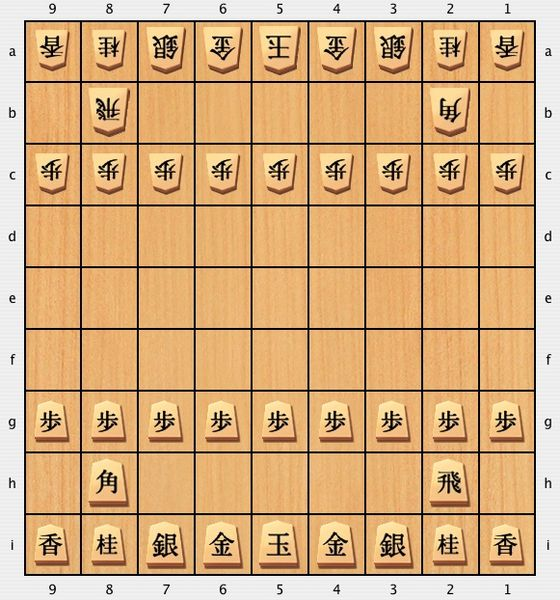 9 8 7 6 5 4 3 2 1
a 香 桂 銀 金 王 金 銀 桂 香 a
b 飛 角 b
c 歩 歩 歩 歩 歩 歩 歩 歩 歩 c
d d
e e
f f
g 歩 歩 歩 歩 歩 歩 歩 歩 歩 g
h 角 飛 h
i 香 桂 銀 金 玉 金 銀 桂 香 i
9 8 7 6 5 4 3 2 1